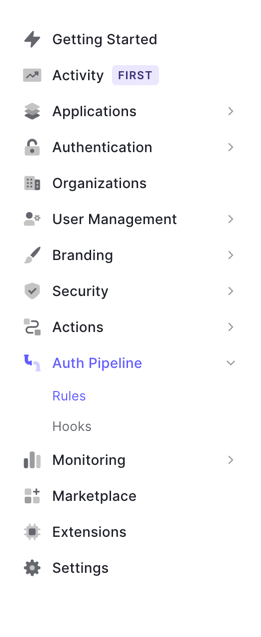 Getting Started
Activity FIRST
Applications
Authentication
Organizations
User Management
Branding
Security
Actions
Auth Pipeline
Rules
Hooks
Monitoring
Marketplace
Extensions
Settings